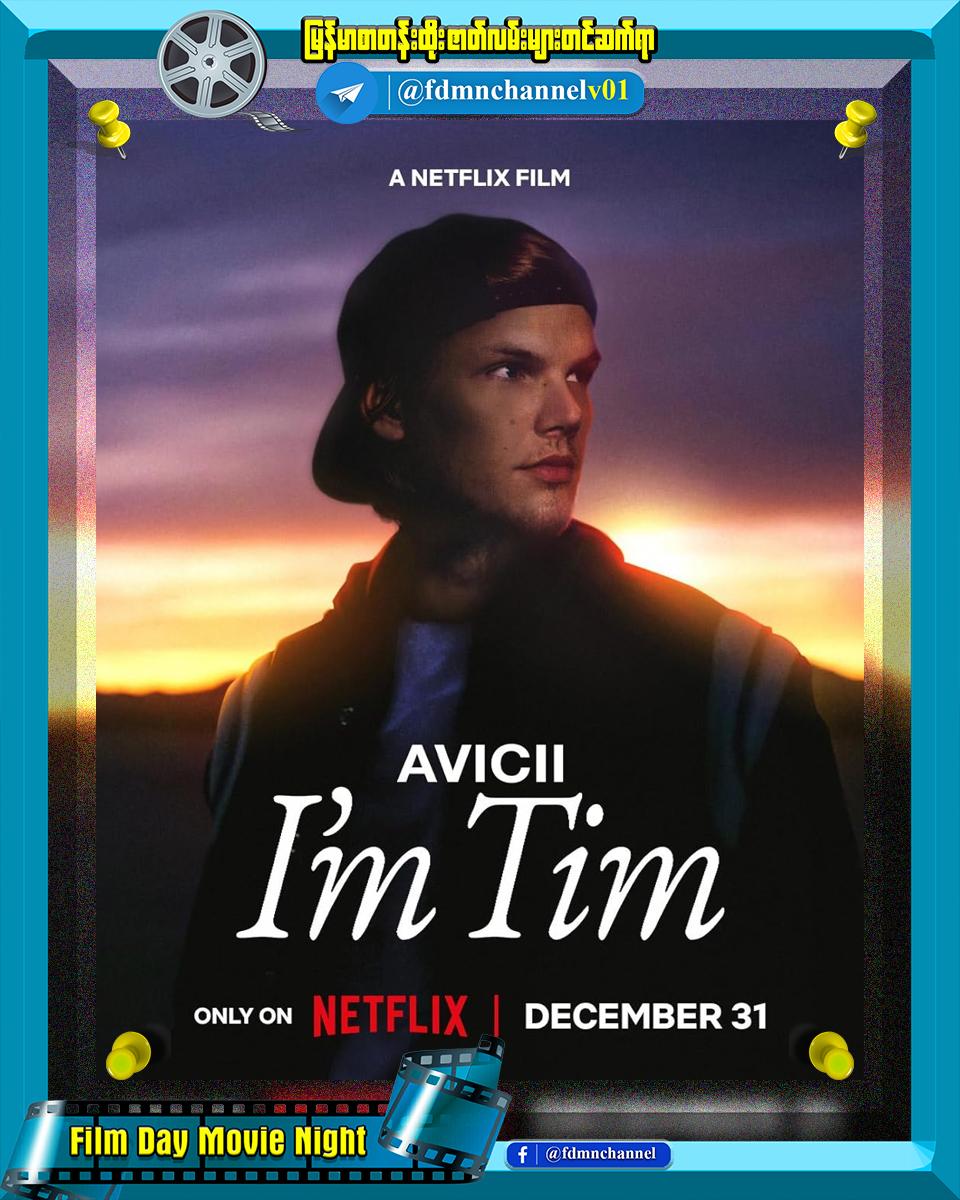 မြန်မာစာတန်းထိုးဇာတ်လမ်းများတင်ဆက်ရာ
@fdmnchannelv01
A NETFLIX FILM
AVICII
I'm Tim
ONLY ON NETFLIX | DECEMBER 31
Film Day Movie Night
f | @fdmnchannel